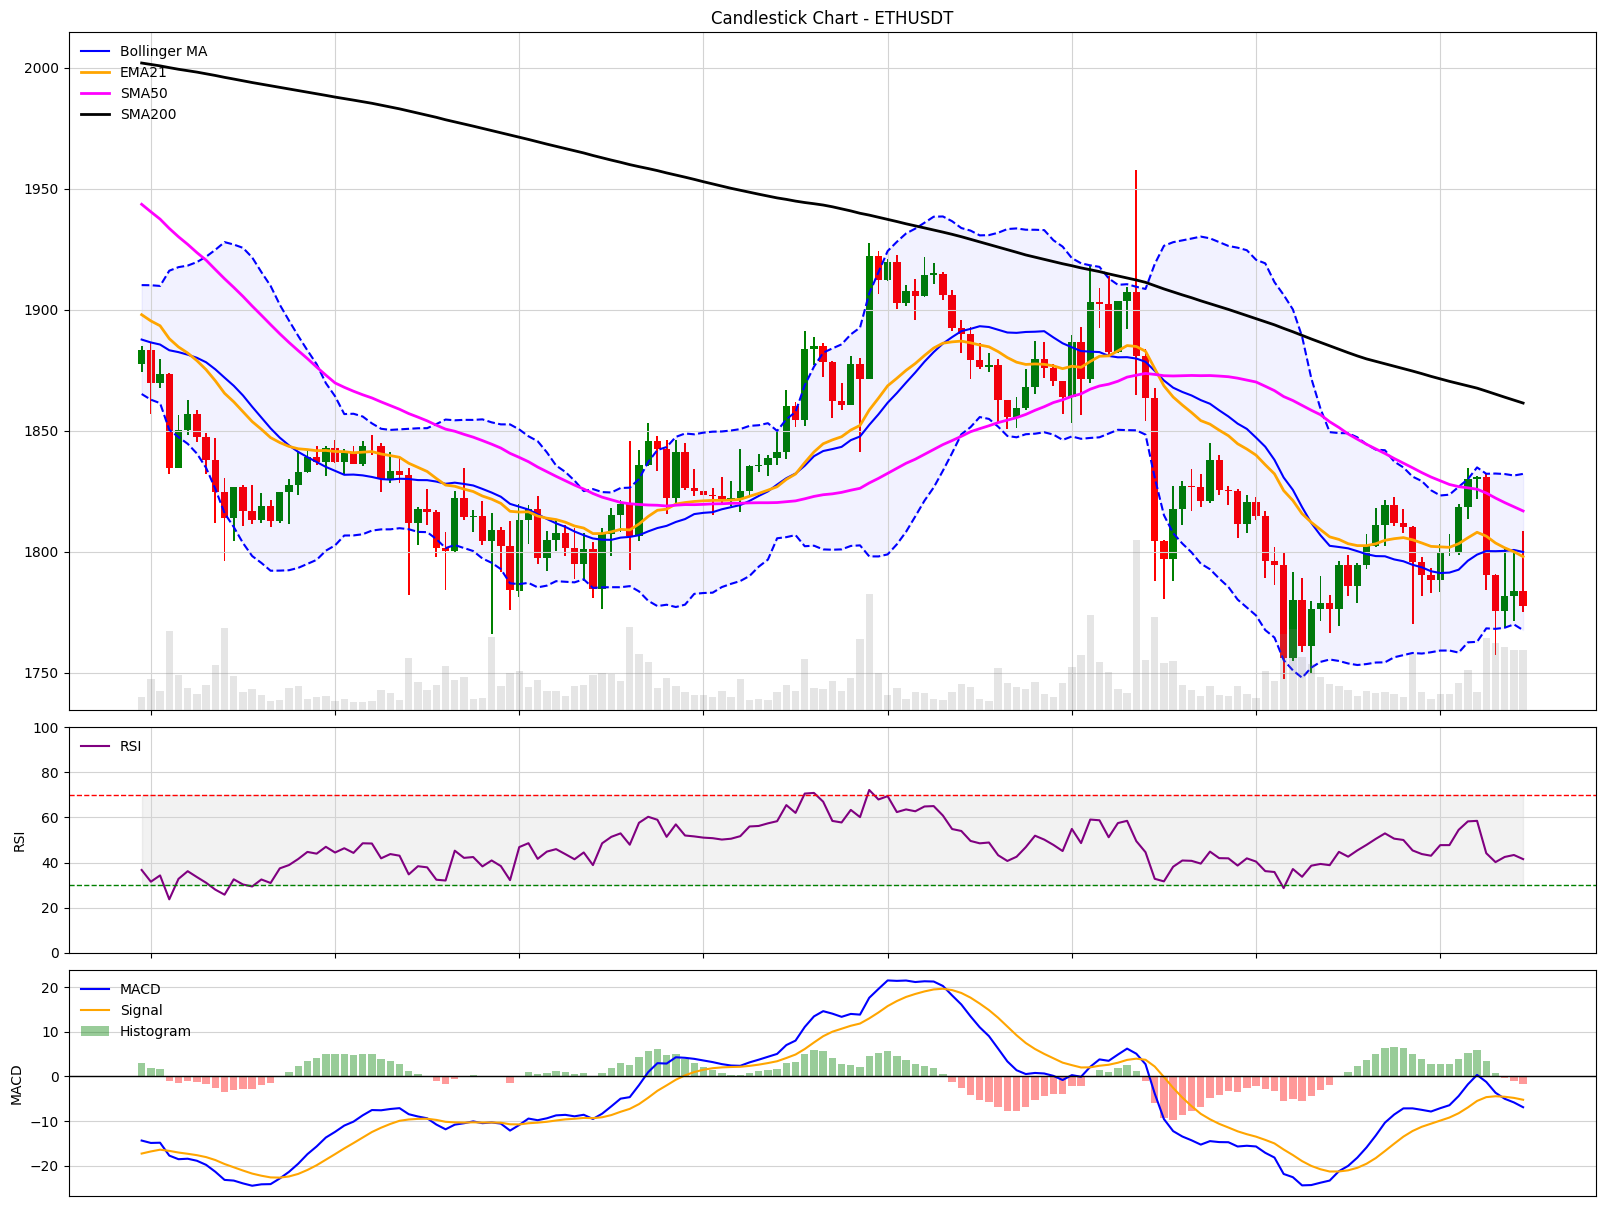 Candlestick Chart - ETHUSDT
Bollinger MA
EMA21
SMA50
SMA200
2000
1950
1900
1850
1800
1750
RSI
100
80
60
40
20
0
RSI
MACD
Signal
Histogram
20
10
0
−10
−20
MACD